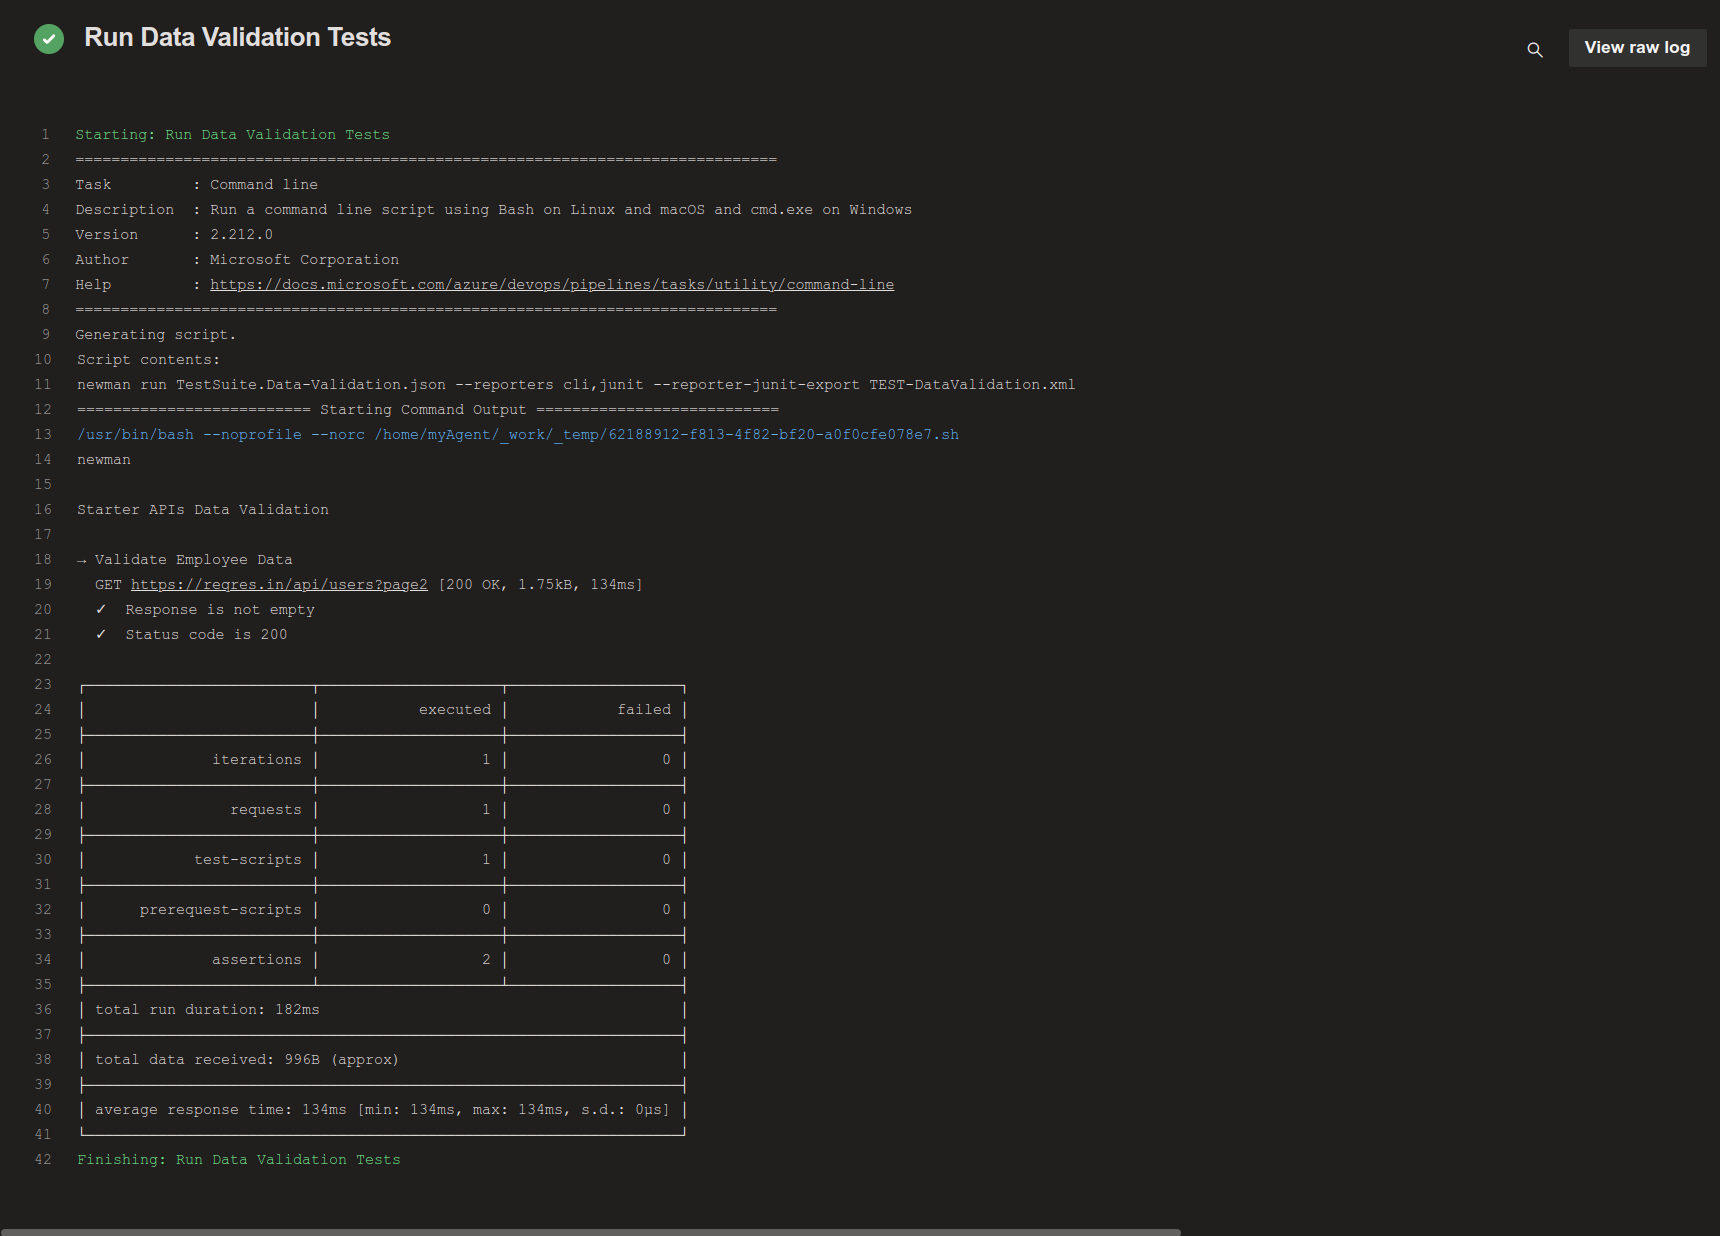 Run Data Validation Tests
View raw log
1 Starting: Run Data Validation Tests
2 ==============================================================================
3 Task         : Command line
4 Description  : Run a command line script using Bash on Linux and macOS and cmd.exe on Windows
5 Version      : 2.212.0
6 Author       : Microsoft Corporation
7 Help         : https://docs.microsoft.com/azure/devops/pipelines/tasks/utility/command-line
8 ==============================================================================
9 Generating script.
10 Script contents:
11 newman run TestSuite.Data-Validation.json --reporters cli,junit --reporter-junit-export TEST-DataValidation.xml
12 ========================== Starting Command Output ===========================
13 /usr/bin/bash --noprofile --norc /home/myAgent/_work/_temp/62188912-f813-4f82-bf20-a0f0cfe078e7.sh
14 newman
15
16 Starter APIs Data Validation
17
18 → Validate Employee Data
19 GET https://reqres.in/api/users?page2 [200 OK, 1.75kB, 134ms]
20 ✓ Response is not empty
21 ✓ Status code is 200
22
23
24 executed failed
25
26 iterations 1 0
27
28 requests 1 0
29
30 test-scripts 1 0
31
32 prerequest-scripts 0 0
33
34 assertions 2 0
35
36 total run duration: 182ms
37
38 total data received: 996B (approx)
39
40 average response time: 134ms [min: 134ms, max: 134ms, s.d.: 0µs]
41
42 Finishing: Run Data Validation Tests